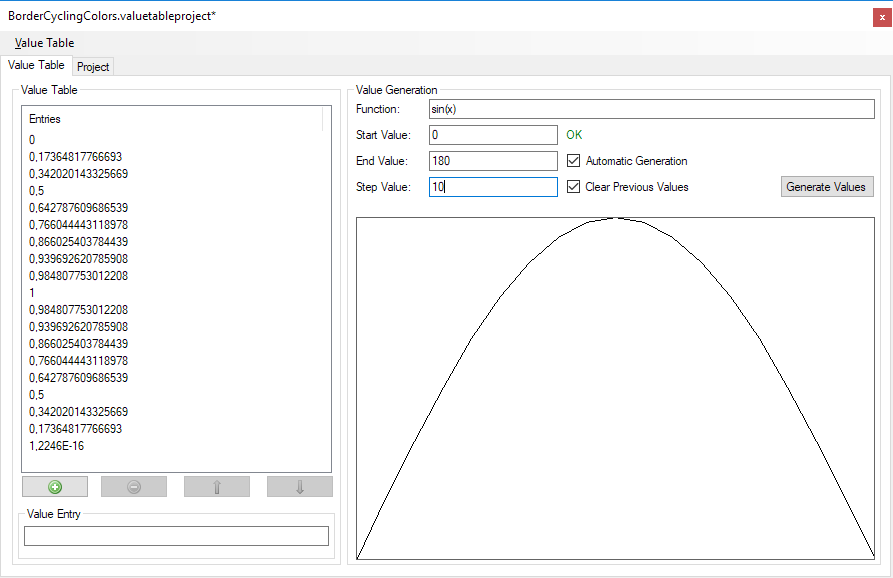 BorderCyclingColors.valuetableproject*
x
Value Table
Value Table
Project
Value Table
Entries
0
0,17364817766693
0,342020143325669
0,5
0,642787609686539
0,766044443118978
0,866025403784439
0,939692620785908
0,984807753012208
1
0,984807753012208
0,939692620785908
0,866025403784439
0,766044443118978
0,642787609686539
0,5
0,342020143325669
0,17364817766693
1,2246E-16
Value Entry
Value Generation
Function: sin(x)
Start Value: 0 OK
End Value: 180 Automatic Generation
Step Value: 10 Clear Previous Values Generate Values